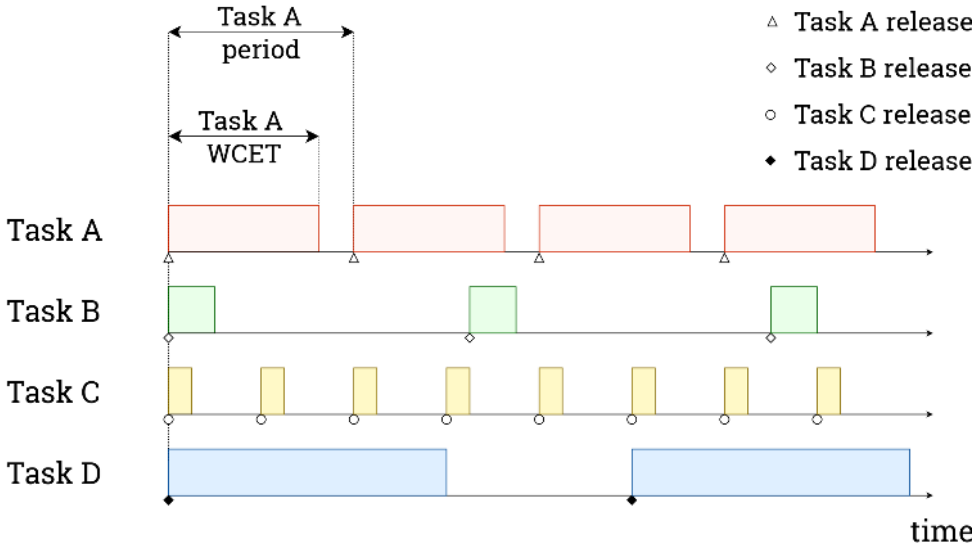 Task A
period
Task A
WCET
Task A release
Task B release
Task C release
Task D release
Task A
Task B
Task C
Task D
time